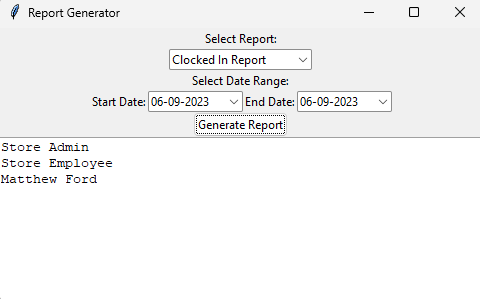 Report Generator
Select Report:
Clocked In Report
Select Date Range:
Start Date: 06-09-2023 End Date: 06-09-2023
Generate Report
Store Admin
Store Employee
Matthew Ford